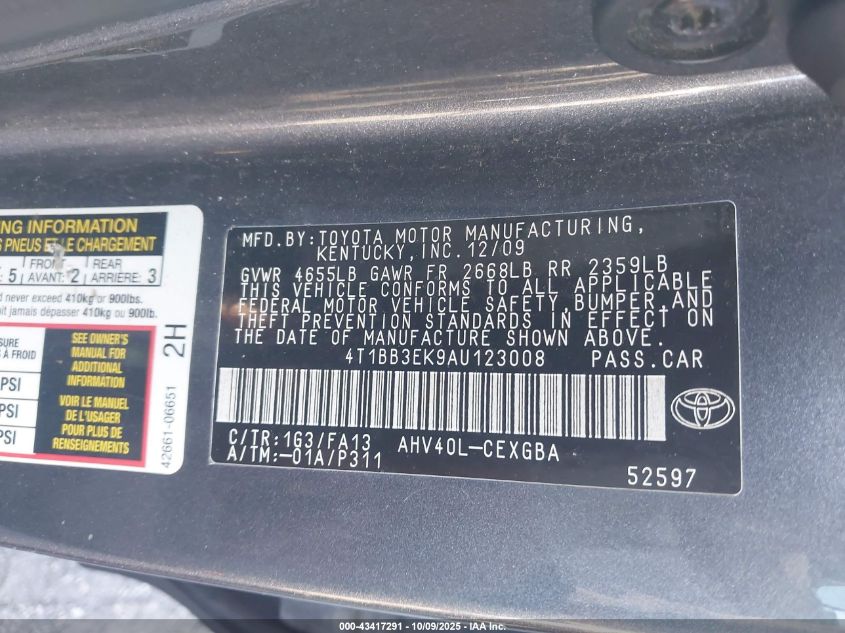 ING INFORMATION
S PNEUS ET LE CHARGEMENT
: 5 FRONT AVANT: 2 REAR ARRIERE: 3
d never exceed 410kg or 900lbs.
oit jamais dépasser 410kg ou 900lb.
SURE
S À FROID
PSI
PSI
PSI
SEE OWNER'S
MANUAL FOR
ADDITIONAL
INFORMATION
VOIR LE MANUEL
DE L'USAGER
POUR PLUS DE
RENSEIGNEMENTS
42661-06651 2H
MFD.BY:TOYOTA MOTOR MANUFACTURING,
KENTUCKY,INC.12/09
GVWR 4655LB GAWR FR 2668LB RR 2359LB
THIS VEHICLE CONFORMS TO ALL APPLICABLE
FEDERAL MOTOR VEHICLE SAFETY, BUMPER,AND
THEFT PREVENTION STANDARDS IN EFFECT ON
THE DATE OF MANUFACTURE SHOWN ABOVE.
4T1BB3EK9AU123008 PASS.CAR
C/TR:1G3/FA13 AHV40L-CEXGBA
A/TM:-01A/P311
52597
TOYOTA
000-43417291 - 10/09/2025 - IAA Inc.